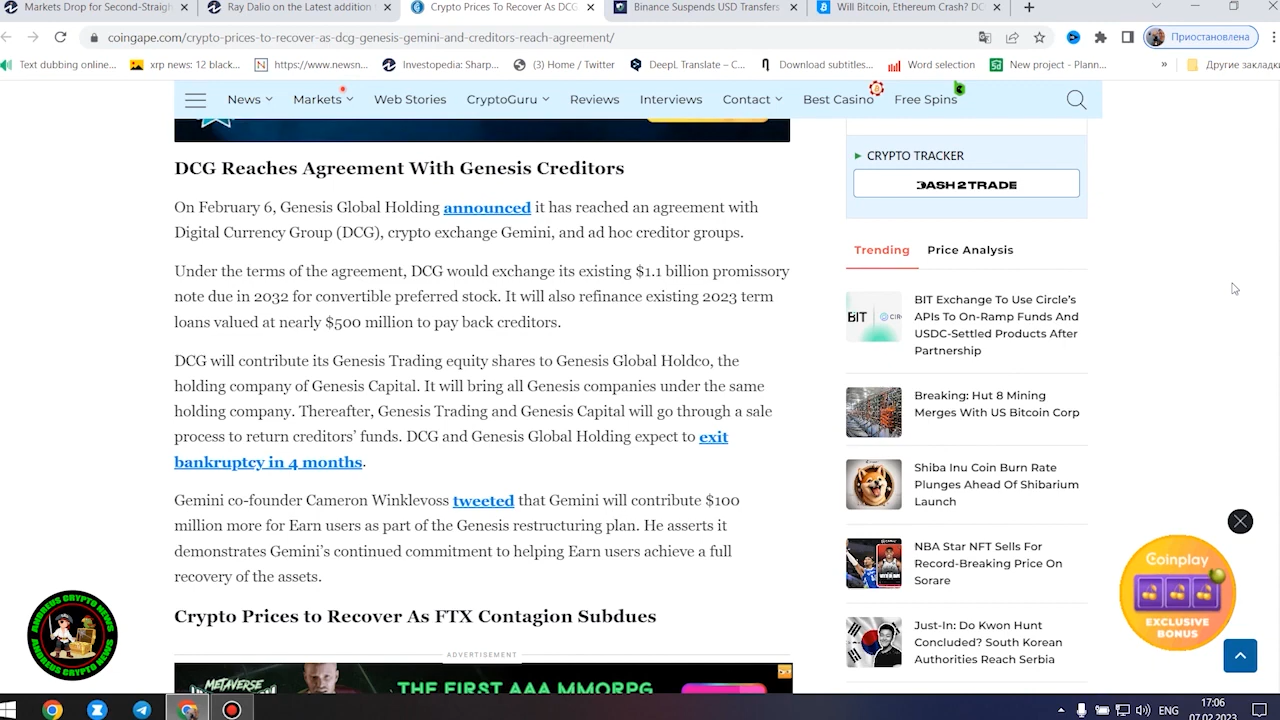 Markets Drop for Second-Straigh
Ray Dalio on the Latest addition
Crypto Prices To Recover As DCG
Binance Suspends USD Transfers
Will Bitcoin, Ethereum Crash? DC
coingape.com/crypto-prices-to-recover-as-dcg-genesis-gemini-and-creditors-reach-agreement/
Приостановлена
Text dubbing online...
xrp news: 12 black...
https://www.newsn...
Investopedia: Sharp...
(3) Home / Twitter
DeepL Translate – C...
Download subtitles...
Word selection
New project - Plann...
»
Другие закладки
News
Markets
Web Stories
CryptoGuru
Reviews
Interviews
Contact
Best Casino
Free Spins
DCG Reaches Agreement With Genesis Creditors
On February 6, Genesis Global Holding announced it has reached an agreement with
Digital Currency Group (DCG), crypto exchange Gemini, and ad hoc creditor groups.
Under the terms of the agreement, DCG would exchange its existing $1.1 billion promissory
note due in 2032 for convertible preferred stock. It will also refinance existing 2023 term
loans valued at nearly $500 million to pay back creditors.
DCG will contribute its Genesis Trading equity shares to Genesis Global Holdco, the
holding company of Genesis Capital. It will bring all Genesis companies under the same
holding company. Thereafter, Genesis Trading and Genesis Capital will go through a sale
process to return creditors' funds. DCG and Genesis Global Holding expect to exit
bankruptcy in 4 months.
Gemini co-founder Cameron Winklevoss tweeted that Gemini will contribute $100
million more for Earn users as part of the Genesis restructuring plan. He asserts it
demonstrates Gemini's continued commitment to helping Earn users achieve a full
recovery of the assets.
Crypto Prices to Recover As FTX Contagion Subdues
ADVERTISEMENT
METAVERSE
THE FIRST AAA MMORPG
CRYPTO TRACKER
DASH 2 TRADE
Trending
Price Analysis
BIT
BIT Exchange To Use Circle's
APIs To On-Ramp Funds And
USDC-Settled Products After
Partnership
Breaking: Hut 8 Mining
Merges With US Bitcoin Corp
Shiba Inu Coin Burn Rate
Plunges Ahead Of Shibarium
Launch
NBA Star NFT Sells For
Record-Breaking Price On
Sorare
Just-In: Do Kwon Hunt
Concluded? South Korean
Authorities Reach Serbia
Coinplay
EXCLUSIVE
BONUS
ANDREUS CRYPTO NEWS
ANDREUS CRYPTO NEWS
ENG
17:06
07.02.2023